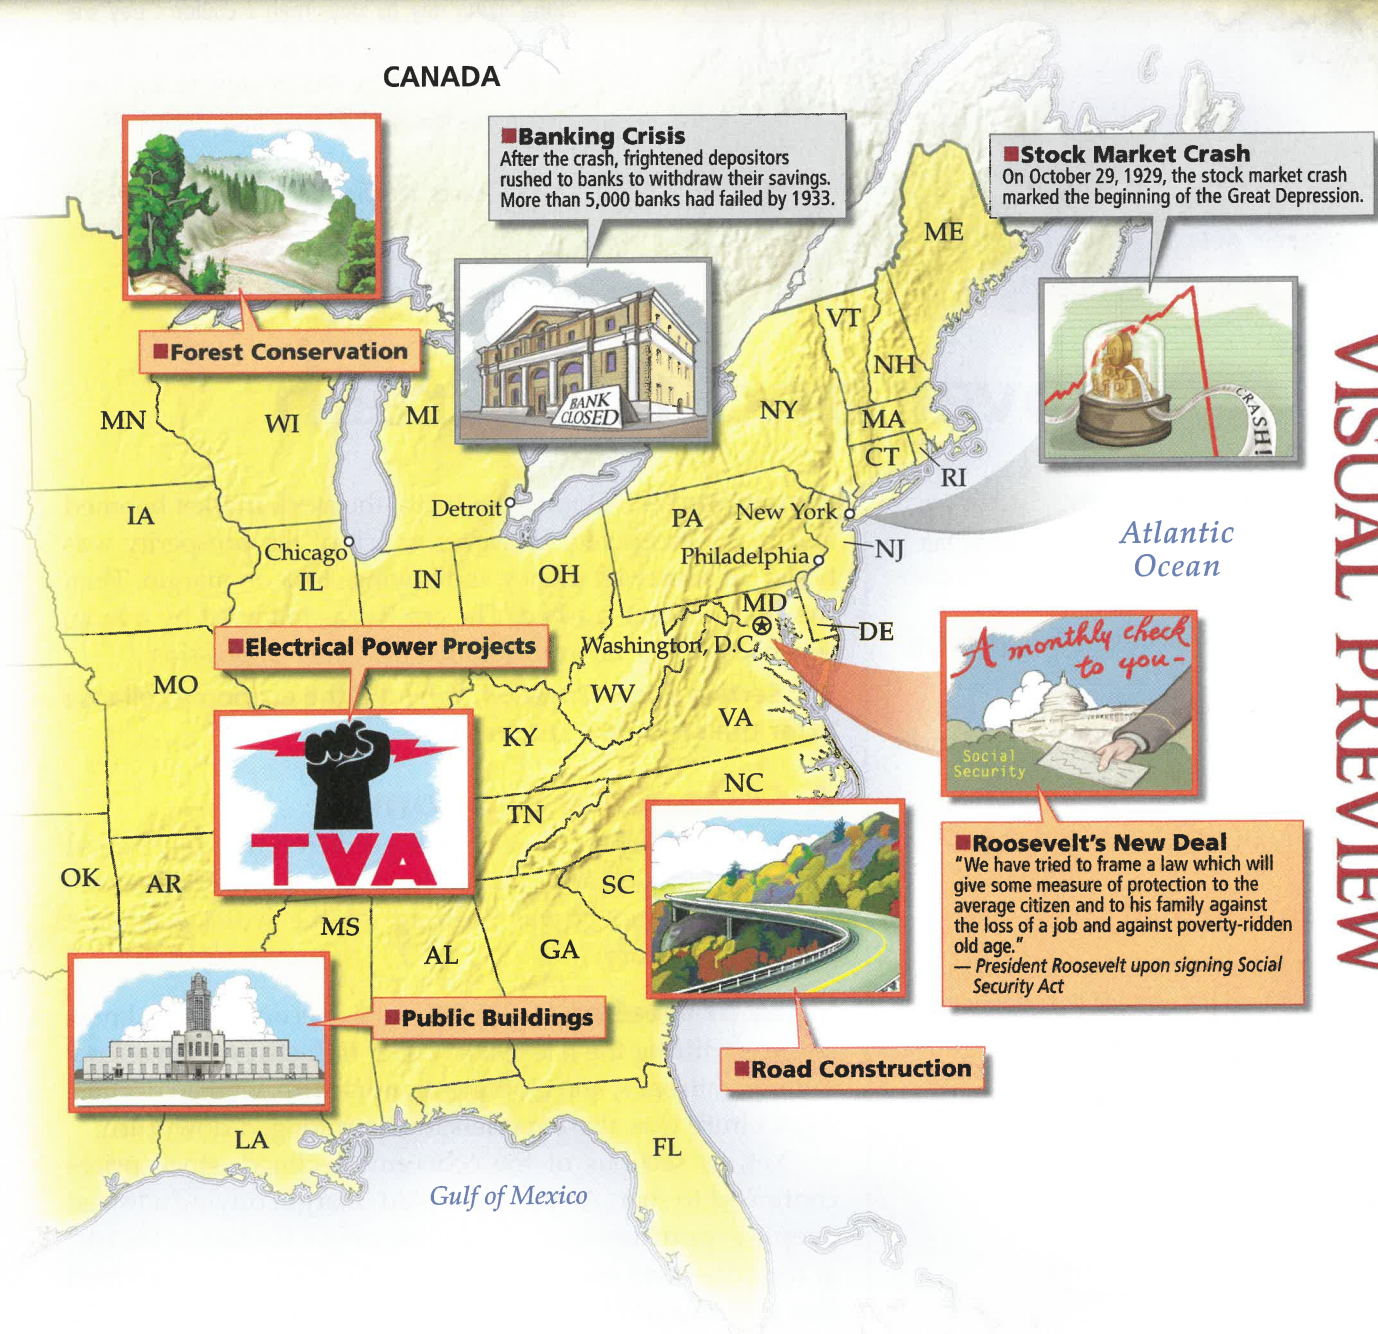 CANADA
Banking Crisis
After the crash, frightened depositors
rushed to banks to withdraw their savings.
More than 5,000 banks had failed by 1933.
Stock Market Crash
On October 29, 1929, the stock market crash
marked the beginning of the Great Depression.
ME
VT
NH
CRASH!
Forest Conservation
BANK
CLOSED
MN
WI
MI
NY
MA
CT
RI
VISUAL PREVIEW
IA
Detroit
PA
New York
Atlantic
Ocean
Chicago
Philadelphia
NJ
IL
IN
OH
MD
DE
Electrical Power Projects
Washington, D.C.
A monthly check
to you-
MO
WV
VA
KY
Social
Security
TVA
NC
TN
OK
AR
SC
Roosevelt's New Deal
"We have tried to frame a law which will
give some measure of protection to the
average citizen and to his family against
the loss of a job and against poverty-ridden
old age."
— President Roosevelt upon signing Social
Security Act
MS
AL
GA
Public Buildings
Road Construction
LA
FL
Gulf of Mexico